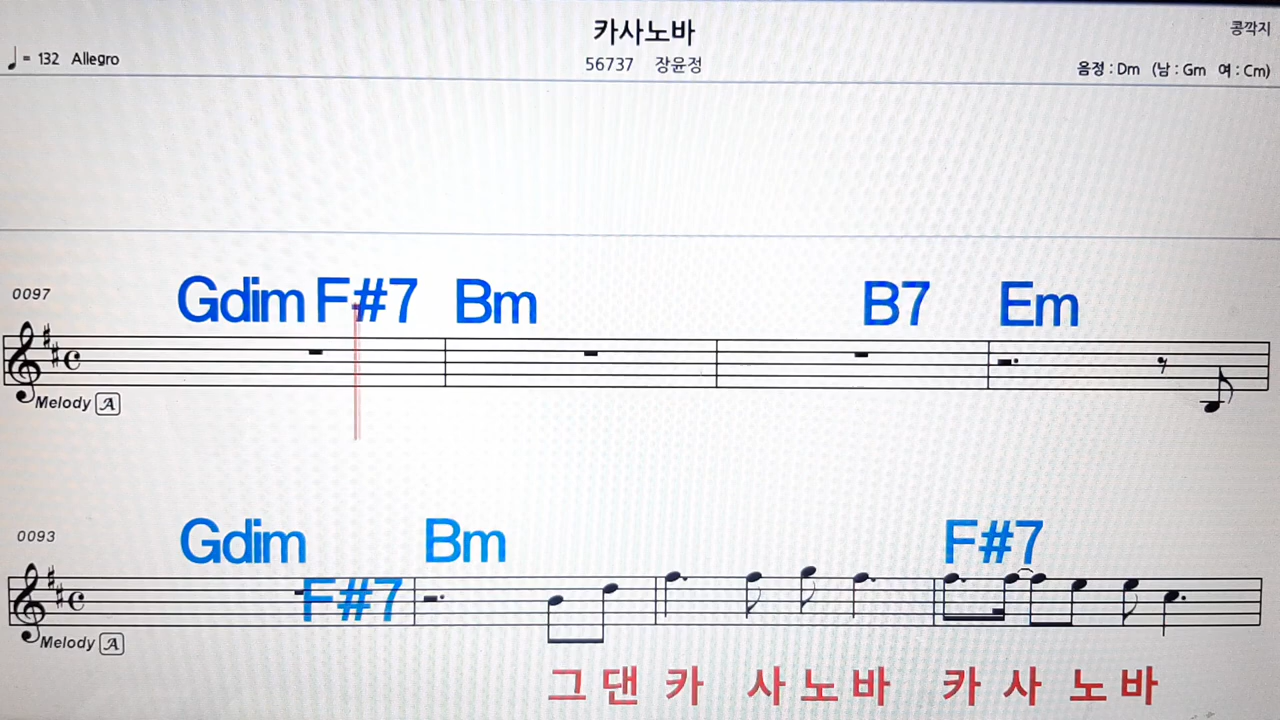 카사노바
콩깍지
♩= 132 Allegro
56737 장윤정
음정 : Dm (남 : Gm 여 : Cm)
0097
Gdim F#7 Bm B7 Em
Melody A
0093
Gdim F#7 Bm F#7
Melody A
그 댄 카 사 노 바 카 사 노 바